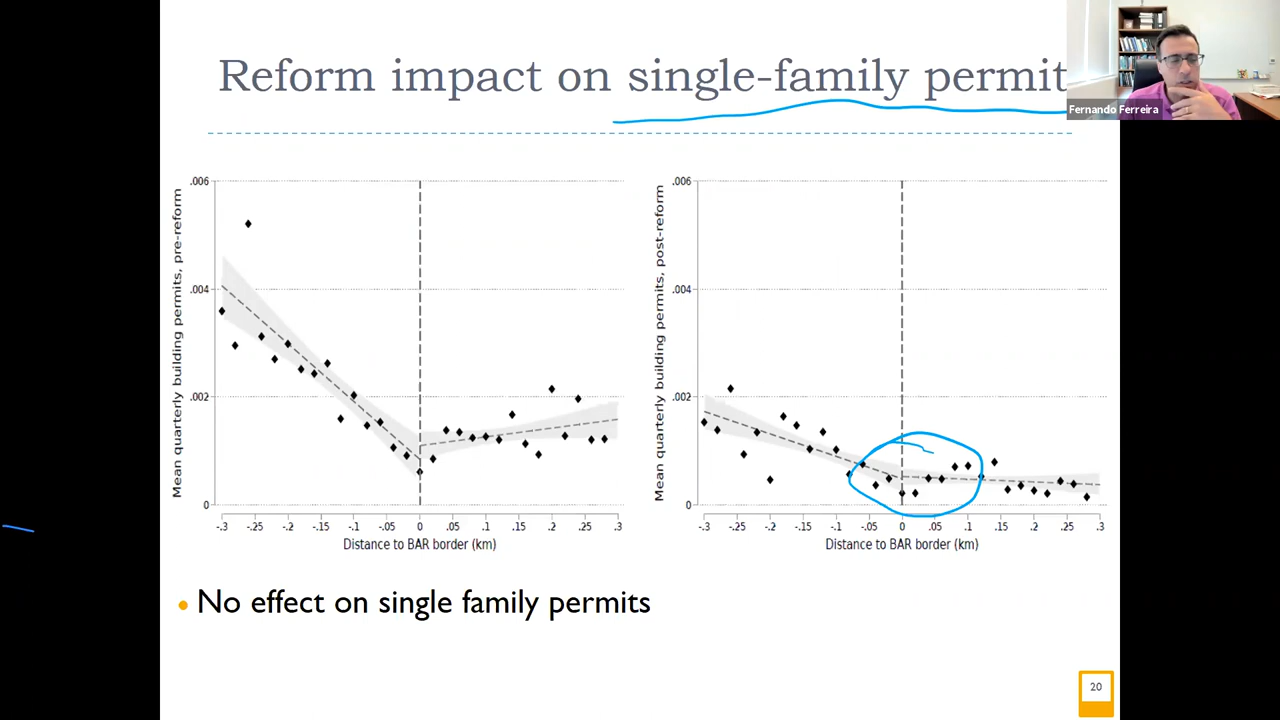 Reform impact on single-family permit
Fernando Ferreira
Mean quarterly building permits, pre-reform
.006
.004
.002
0
-.3 -.25 -.2 -.15 -.1 -.05 0 .05 .1 .15 .2 .25 .3
Distance to BAR border (km)
Mean quarterly building permits, post-reform
.006
.004
.002
0
-.3 -.25 -.2 -.15 -.1 -.05 0 .05 .1 .15 .2 .25 .3
Distance to BAR border (km)
• No effect on single family permits
20